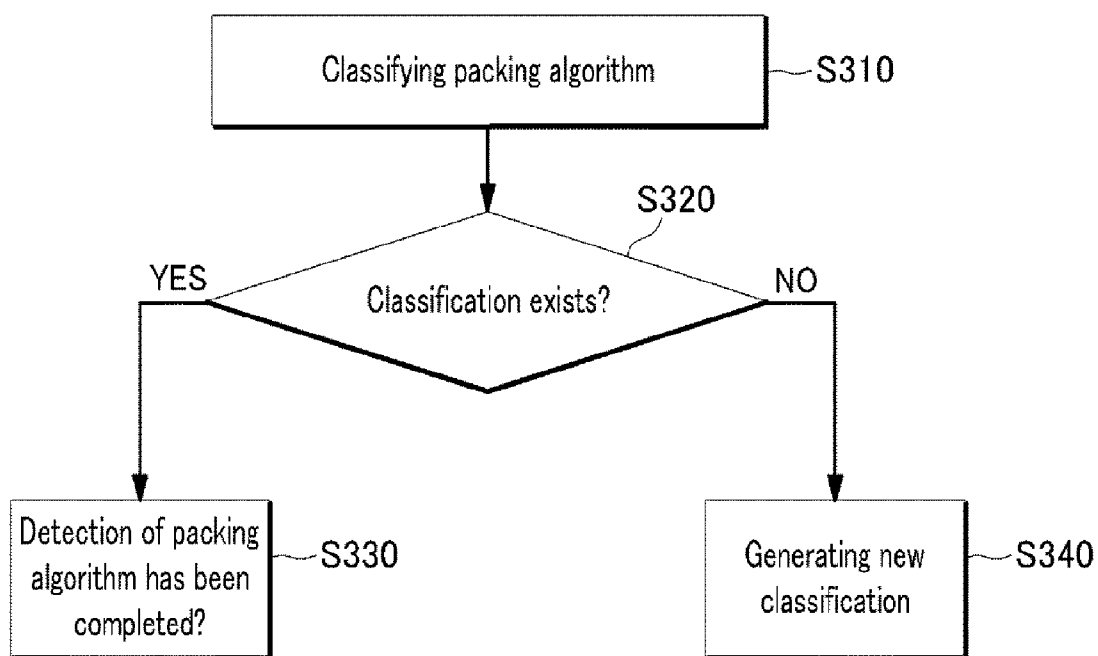 Classifying packing algorithm
S310
S320
YES
Classification exists?
NO
Detection of packing
algorithm has been
completed?
S330
Generating new
classification
S340